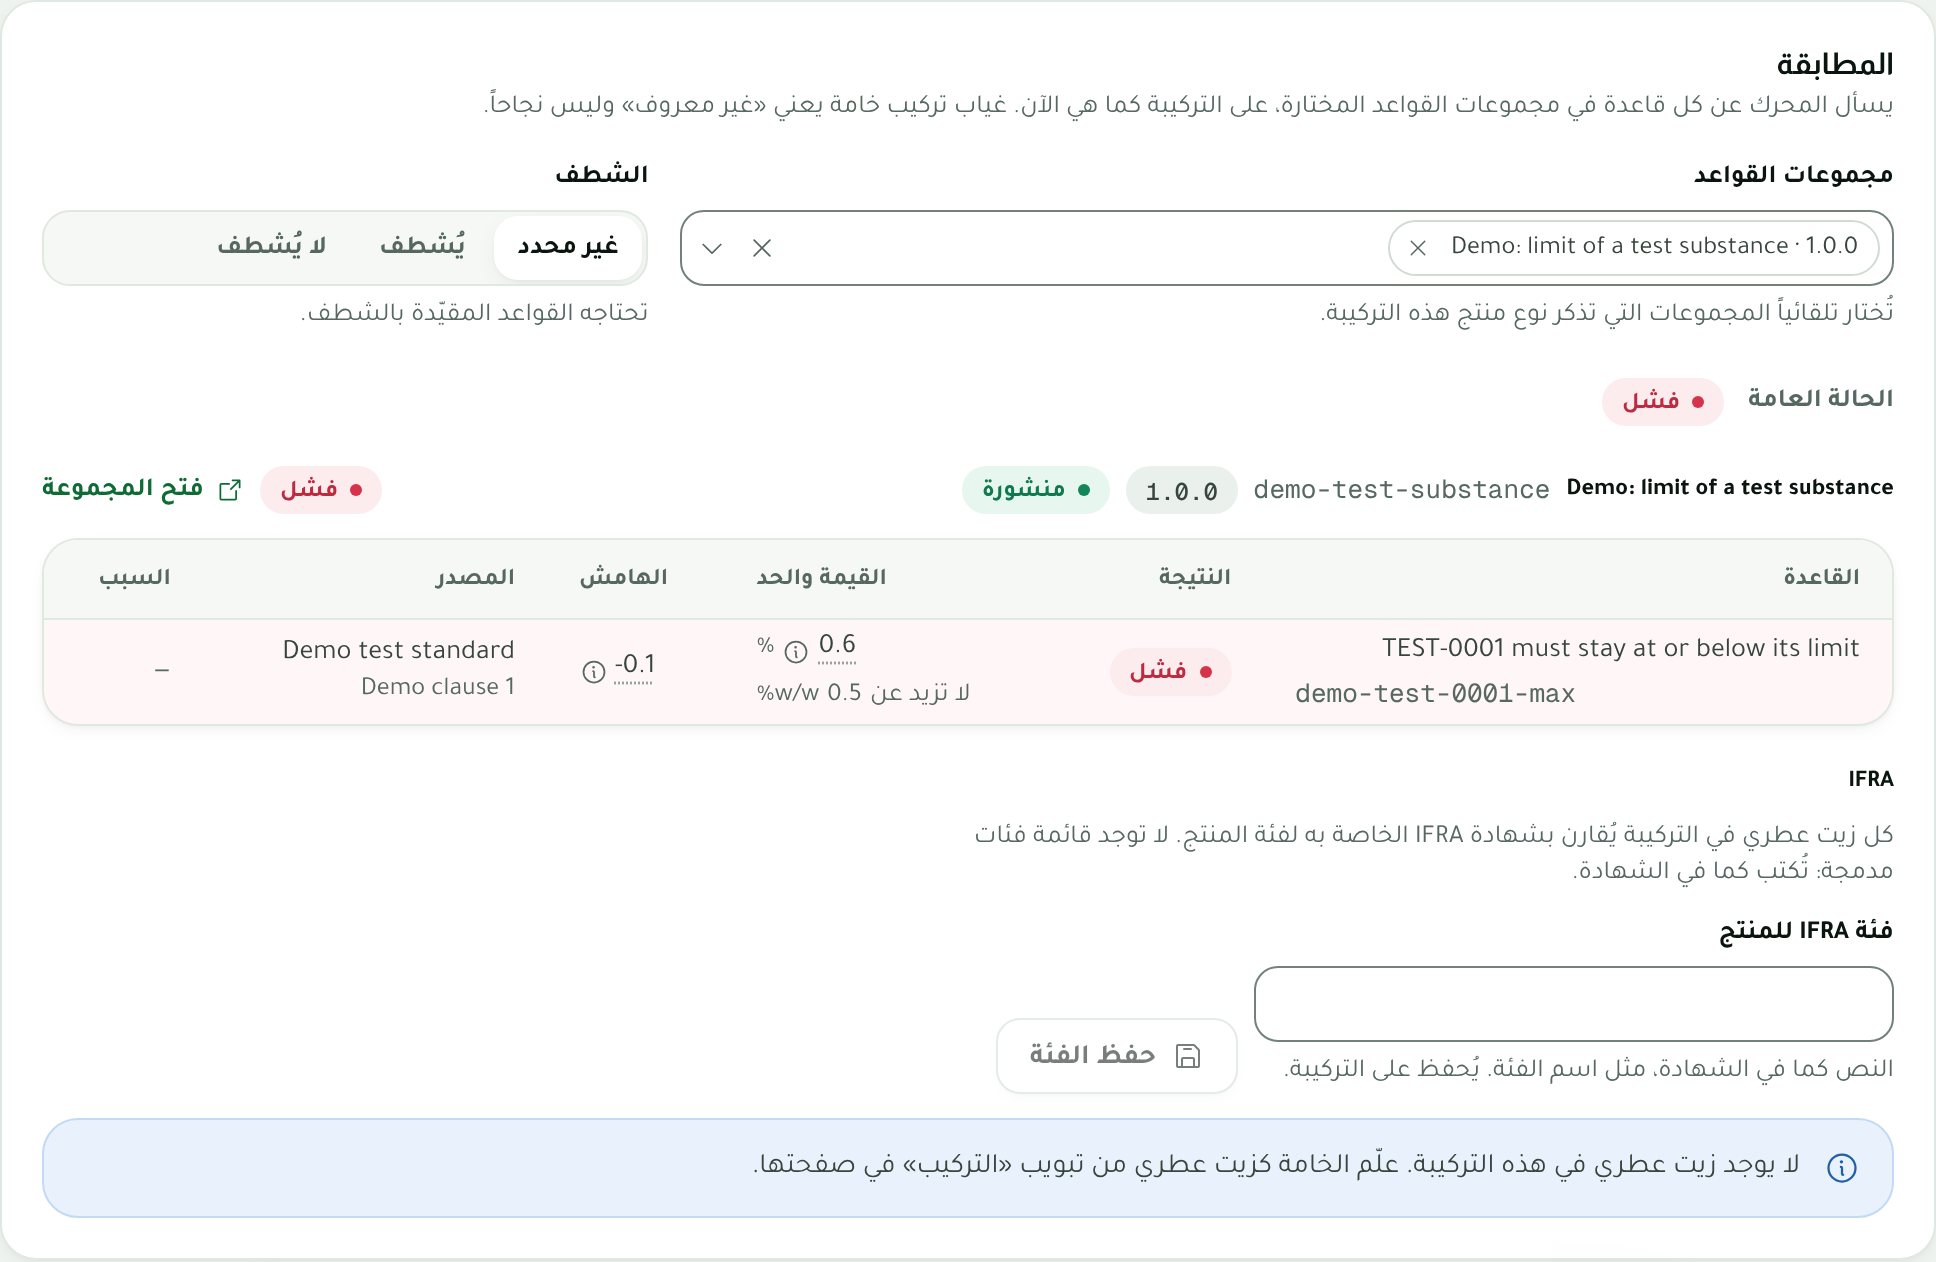 المطابقة
يسأل المحرك عن كل قاعدة في مجموعات القواعد المختارة، على التركيبة كما هي الآن. غياب تركيب خامة يعني «غير معروف» وليس نجاحاً.
مجموعات القواعد
Demo: limit of a test substance · 1.0.0
تُختار تلقائياً المجموعات التي تذكر نوع منتج هذه التركيبة.
الشطف
غير محدد يُشطف لا يُشطف
تحتاجه القواعد المقيّدة بالشطف.
الحالة العامة فشل
Demo: limit of a test substance demo-test-substance 1.0.0 منشورة فشل فتح المجموعة
القاعدة النتيجة القيمة والحد الهامش المصدر السبب
TEST-0001 must stay at or below its limit
demo-test-0001-max
فشل
0.6 %
لا تزيد عن 0.5 w/w%
-0.1
Demo test standard
Demo clause 1
–
IFRA
كل زيت عطري في التركيبة يُقارن بشهادة IFRA الخاصة به لفئة المنتج. لا توجد قائمة فئات
مدمجة: تُكتب كما في الشهادة.
فئة IFRA للمنتج
حفظ الفئة
النص كما في الشهادة، مثل اسم الفئة. يُحفظ على التركيبة.
لا يوجد زيت عطري في هذه التركيبة. علّم الخامة كزيت عطري من تبويب «التركيب» في صفحتها.